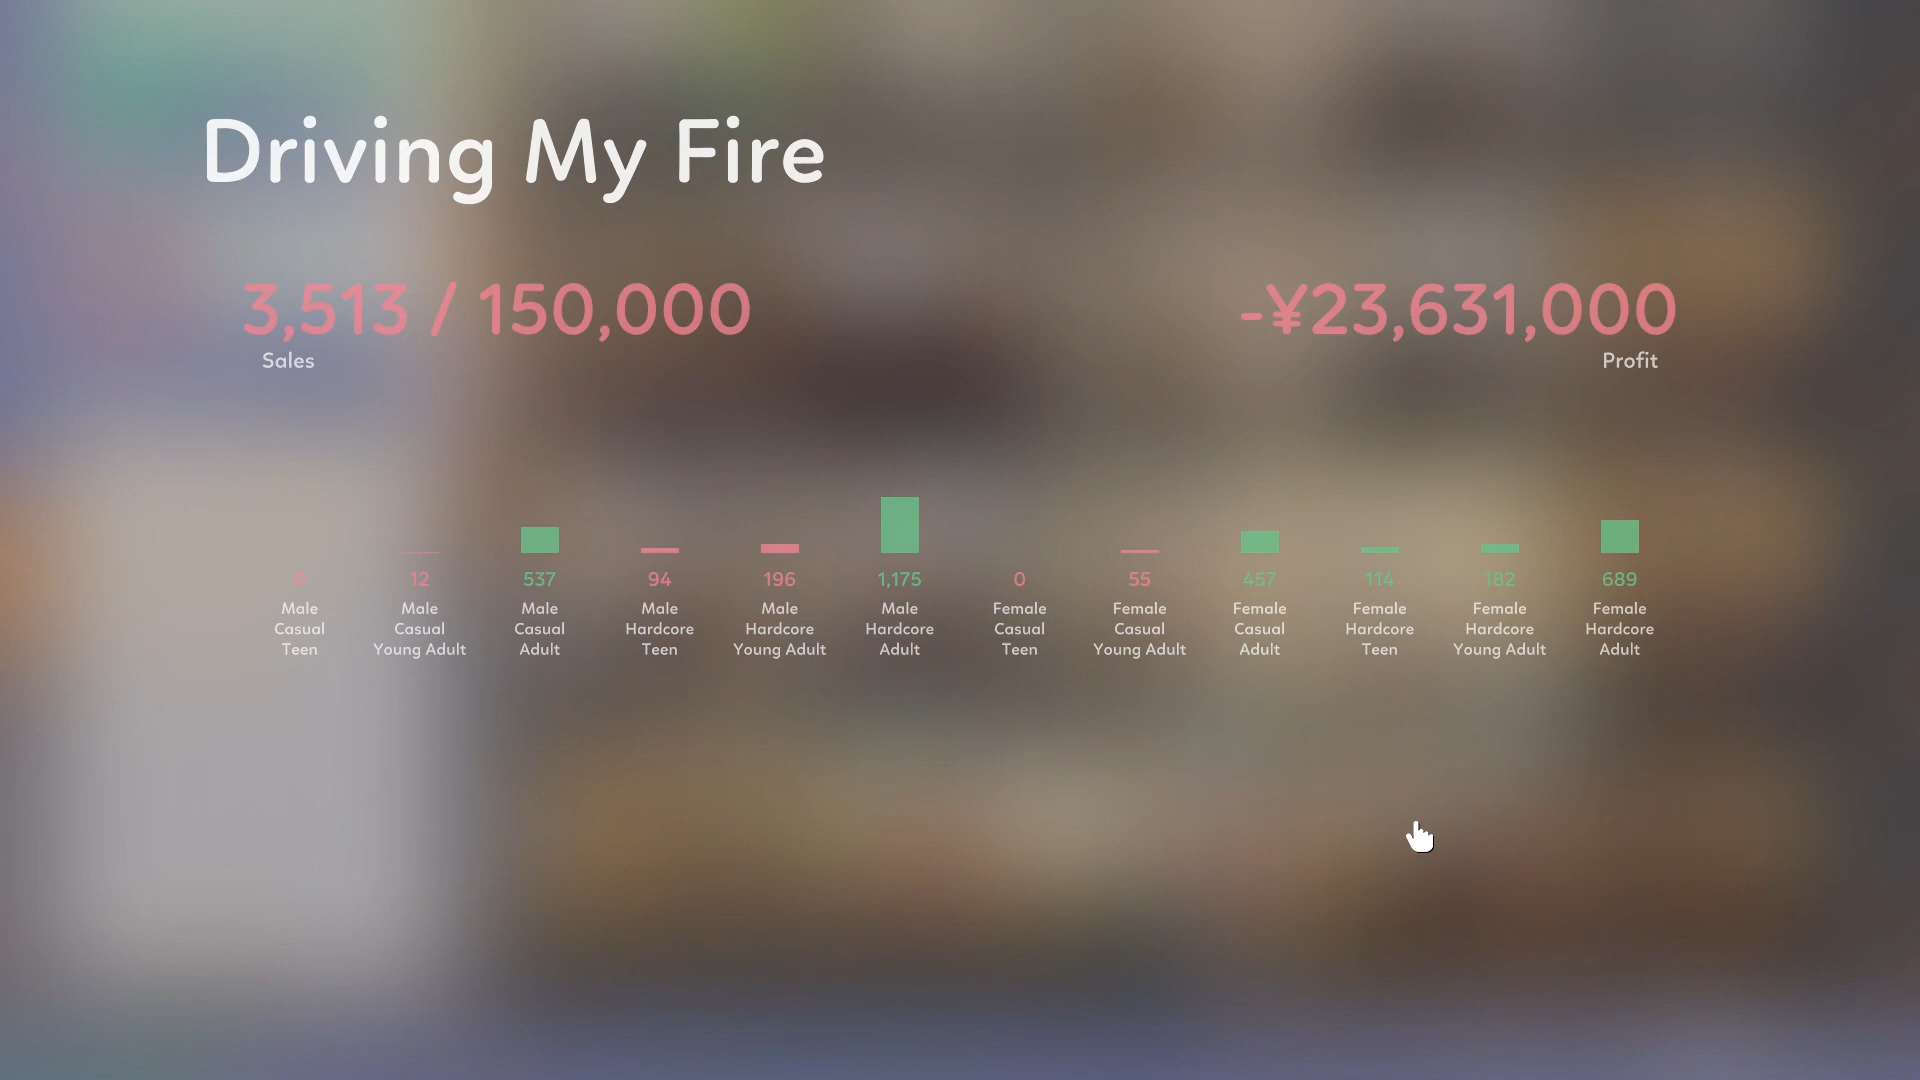 Driving My Fire
3,513 / 150,000
Sales
-¥23,631,000
Profit
0
Male
Casual
Teen
12
Male
Casual
Young Adult
537
Male
Casual
Adult
94
Male
Hardcore
Teen
196
Male
Hardcore
Young Adult
1,175
Male
Hardcore
Adult
0
Female
Casual
Teen
55
Female
Casual
Young Adult
457
Female
Casual
Adult
114
Female
Hardcore
Teen
182
Female
Hardcore
Young Adult
689
Female
Hardcore
Adult